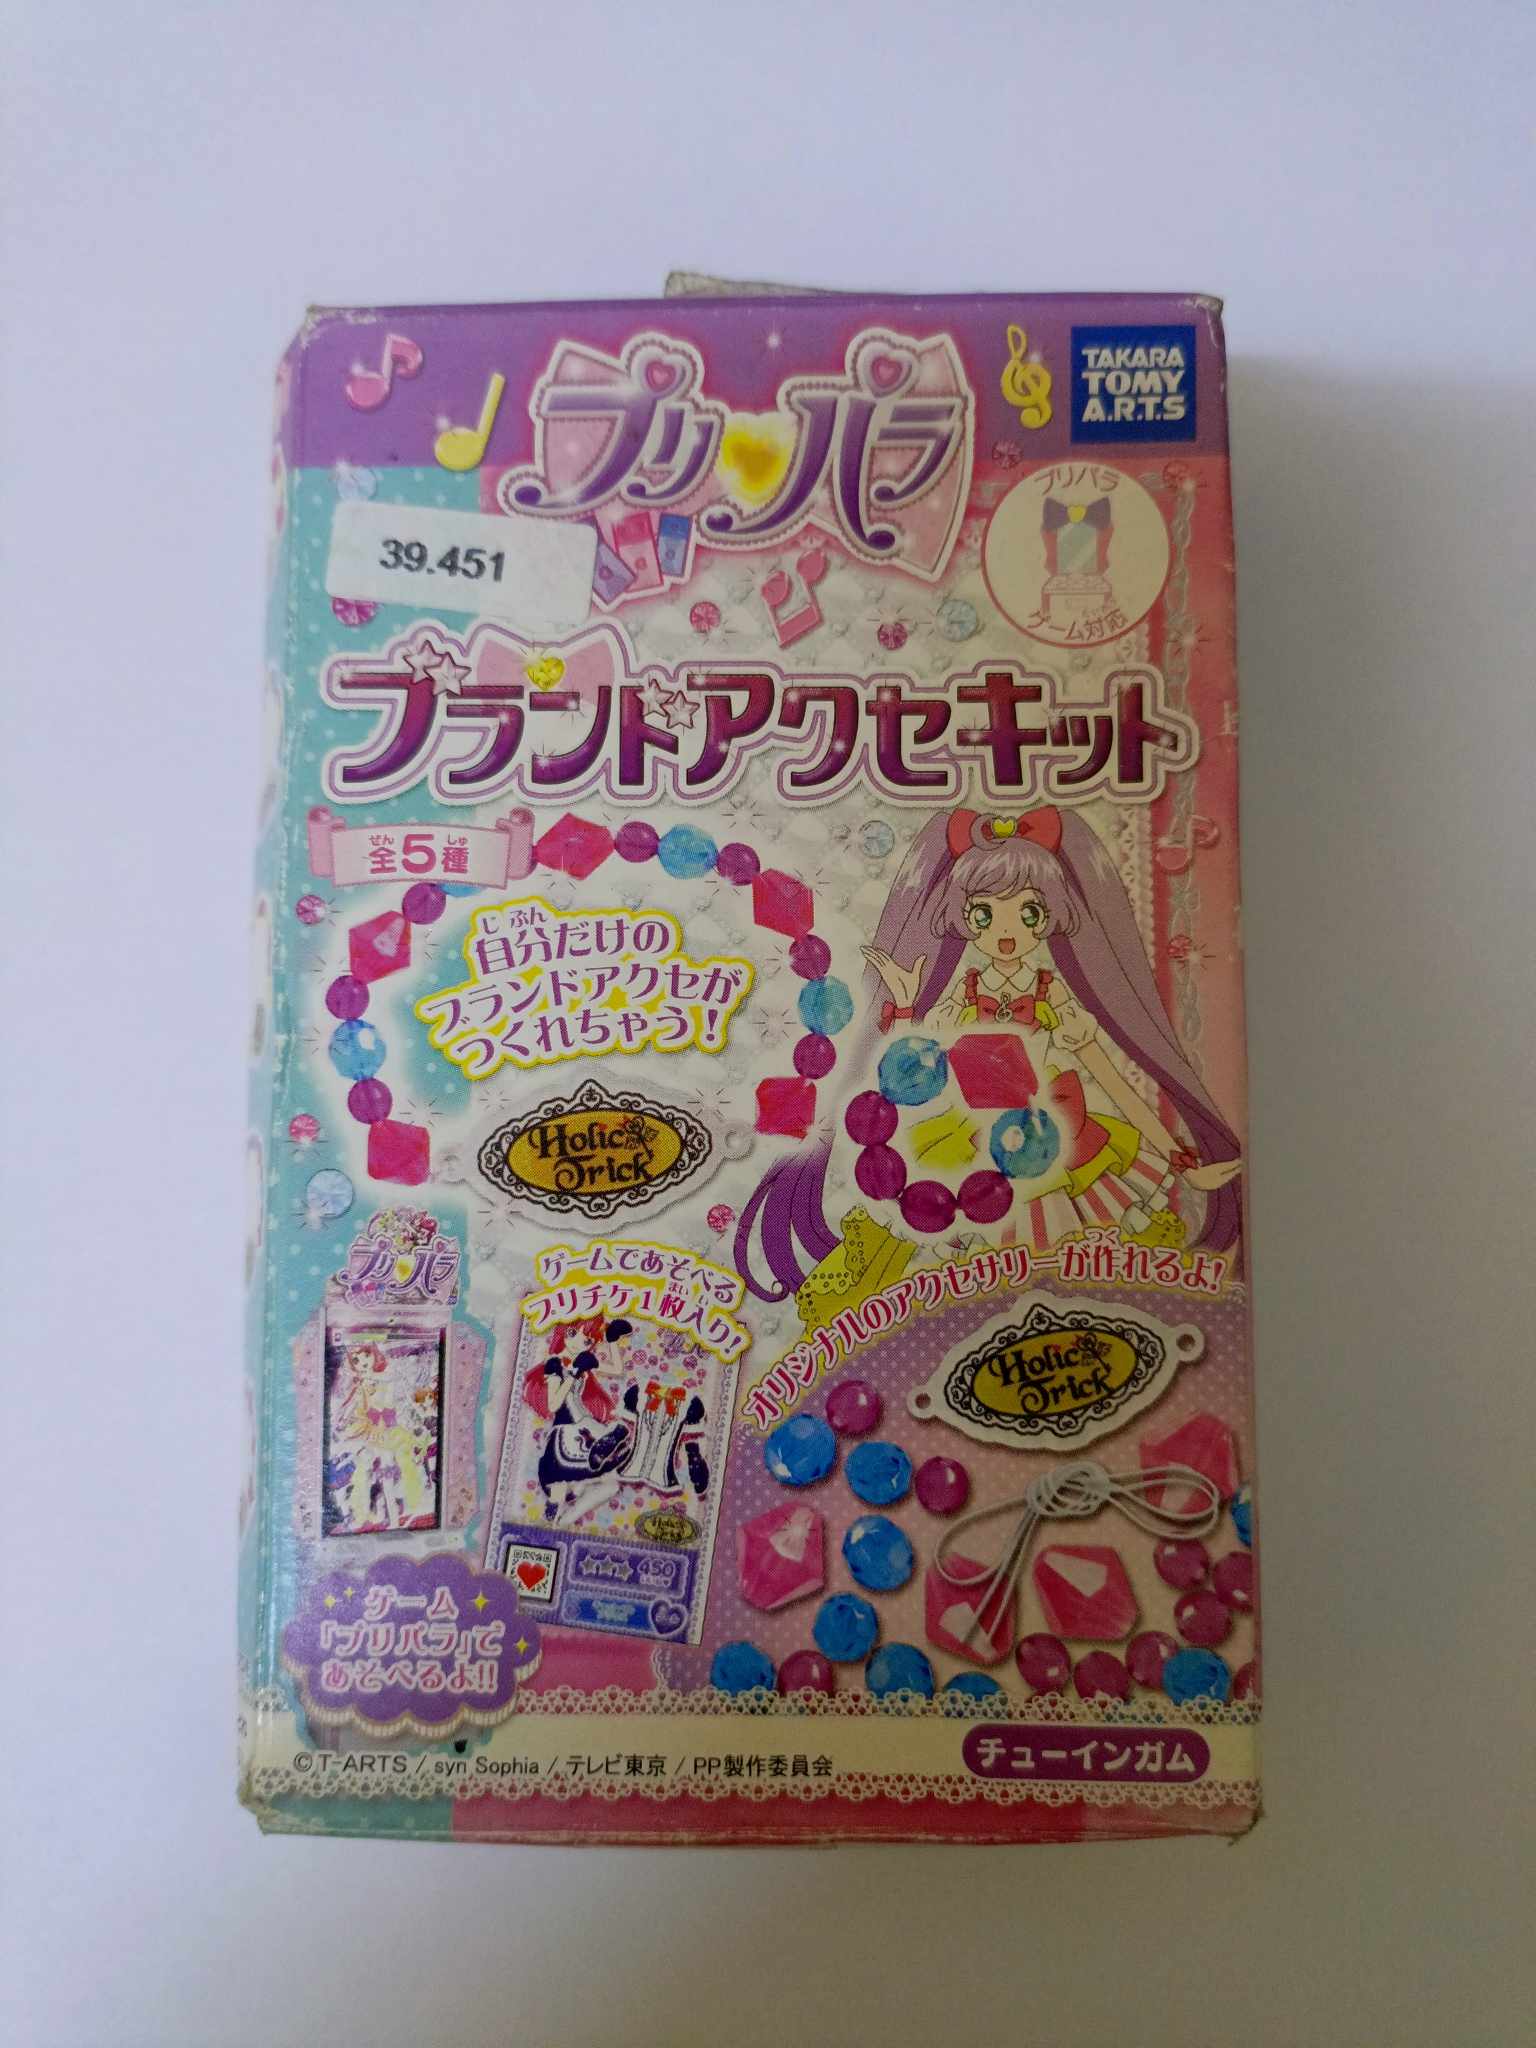 プリパラ
TAKARA
TOMY
A.R.T.S
39.451
プリパラ
ゲーム対応
ブランドアクセキット
全5種
自分だけの
ブランドアクセが
つくれちゃう!
Holic
Trick
プリパラ
ゲームであそべる
プリチケ1枚入り!
オリジナルのアクセサリーが作れるよ!
Holic
Trick
450
ゲーム
「プリパラ」で
あそべるよ!!
©T-ARTS / syn Sophia / テレビ東京 / PP製作委員会
チューインガム